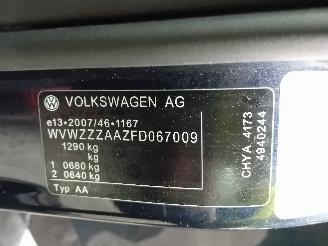 VOLKSWAGEN AG
e13*2007/46*1167
WVWZZZAAZFD067009
1290 kg
kg
1 0680 kg
2 0640 kg
Typ AA
CHYA 4173
4940244